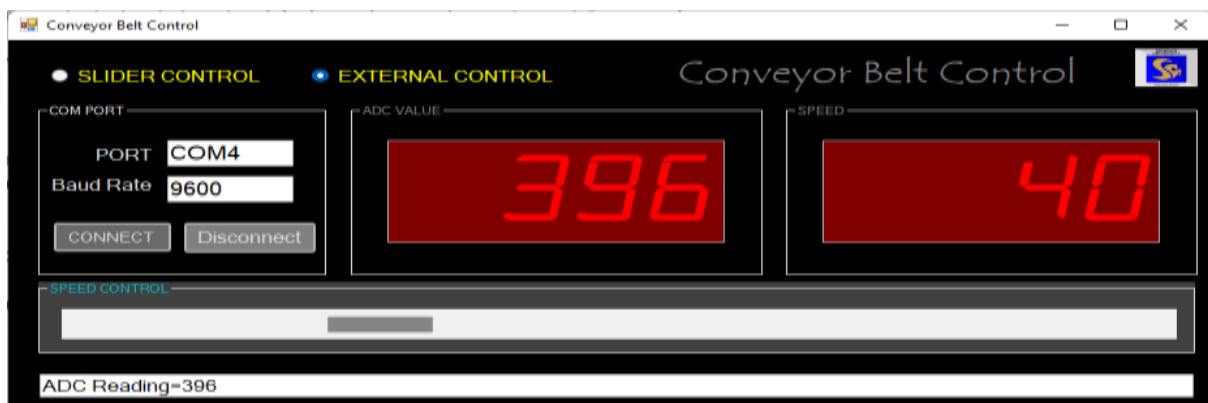 Conveyor Belt Control
SLIDER CONTROL EXTERNAL CONTROL Conveyor Belt Control
COM PORT
PORT COM4
Baud Rate 9600
CONNECT Disconnect
ADC VALUE
396
SPEED
40
SPEED CONTROL
ADC Reading=396